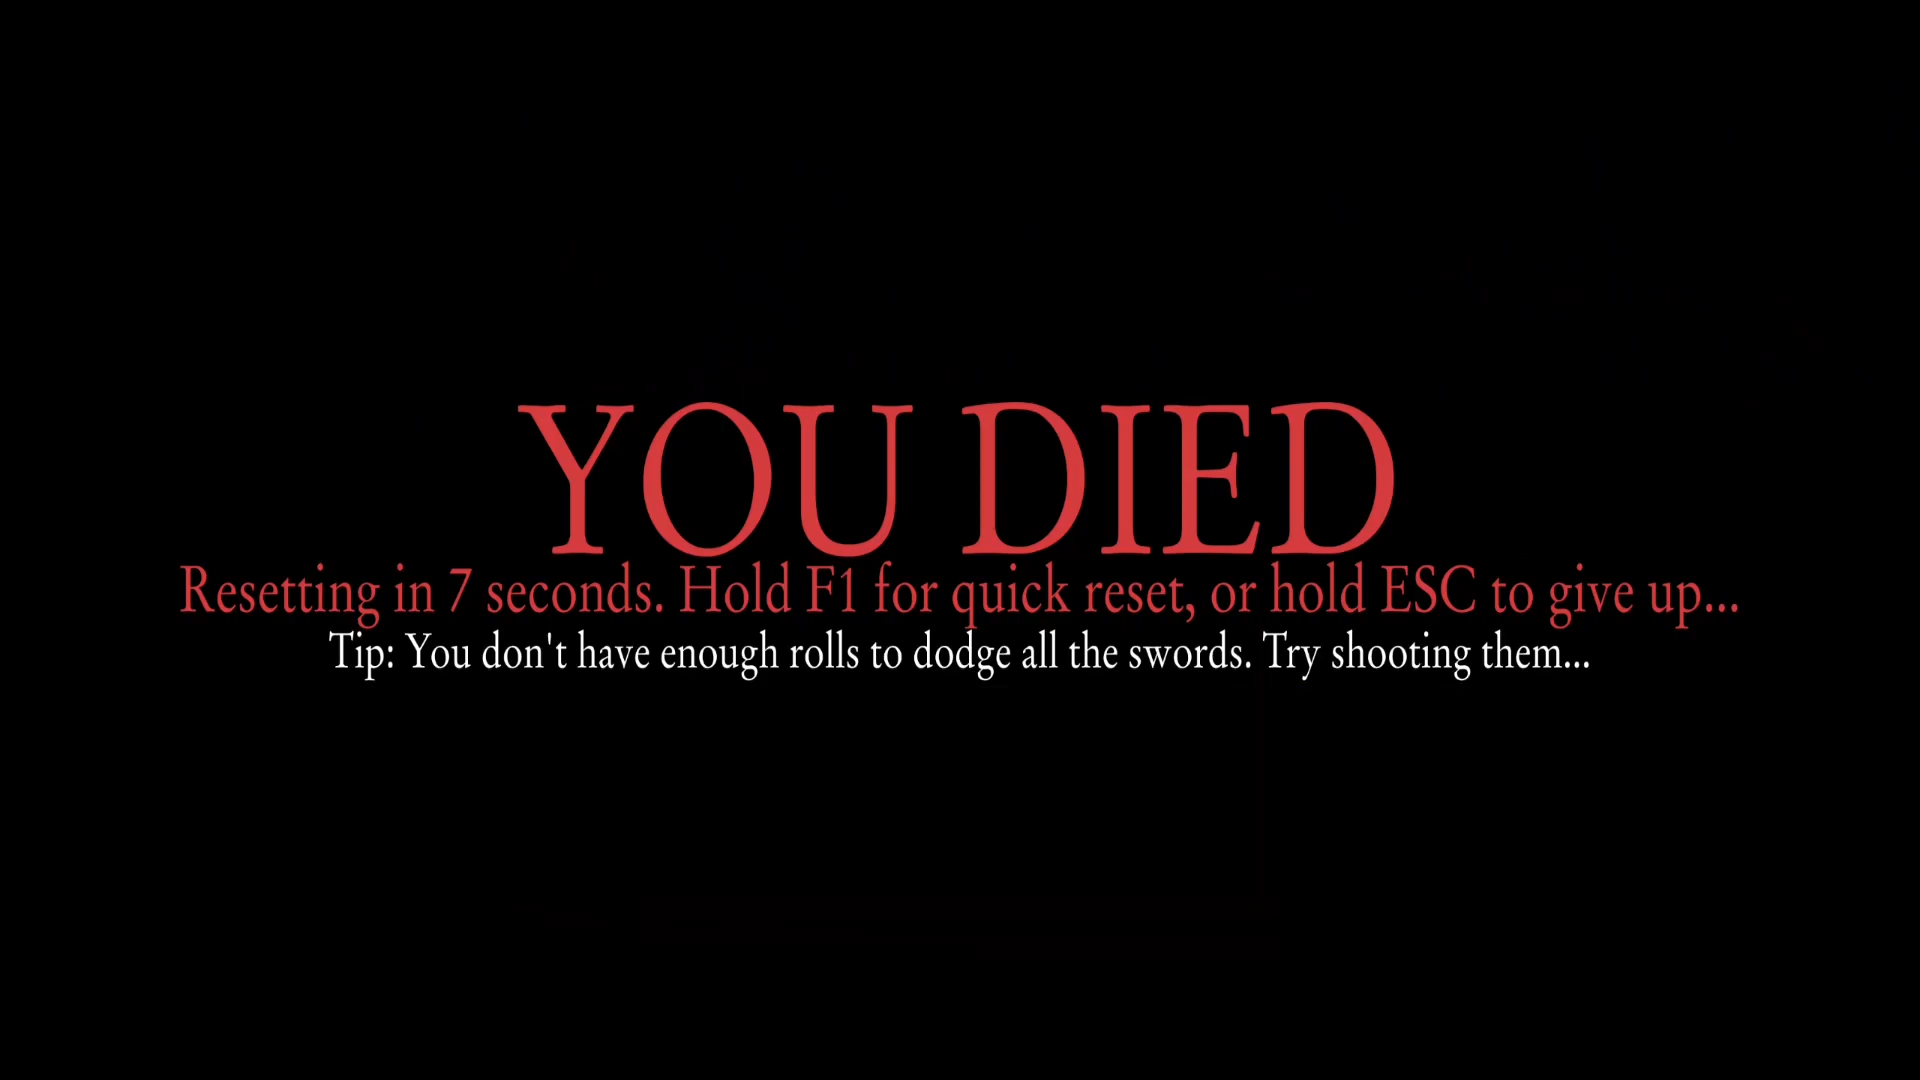 YOU DIED
Resetting in 7 seconds. Hold F1 for quick reset, or hold ESC to give up...
Tip: You don't have enough rolls to dodge all the swords. Try shooting them...